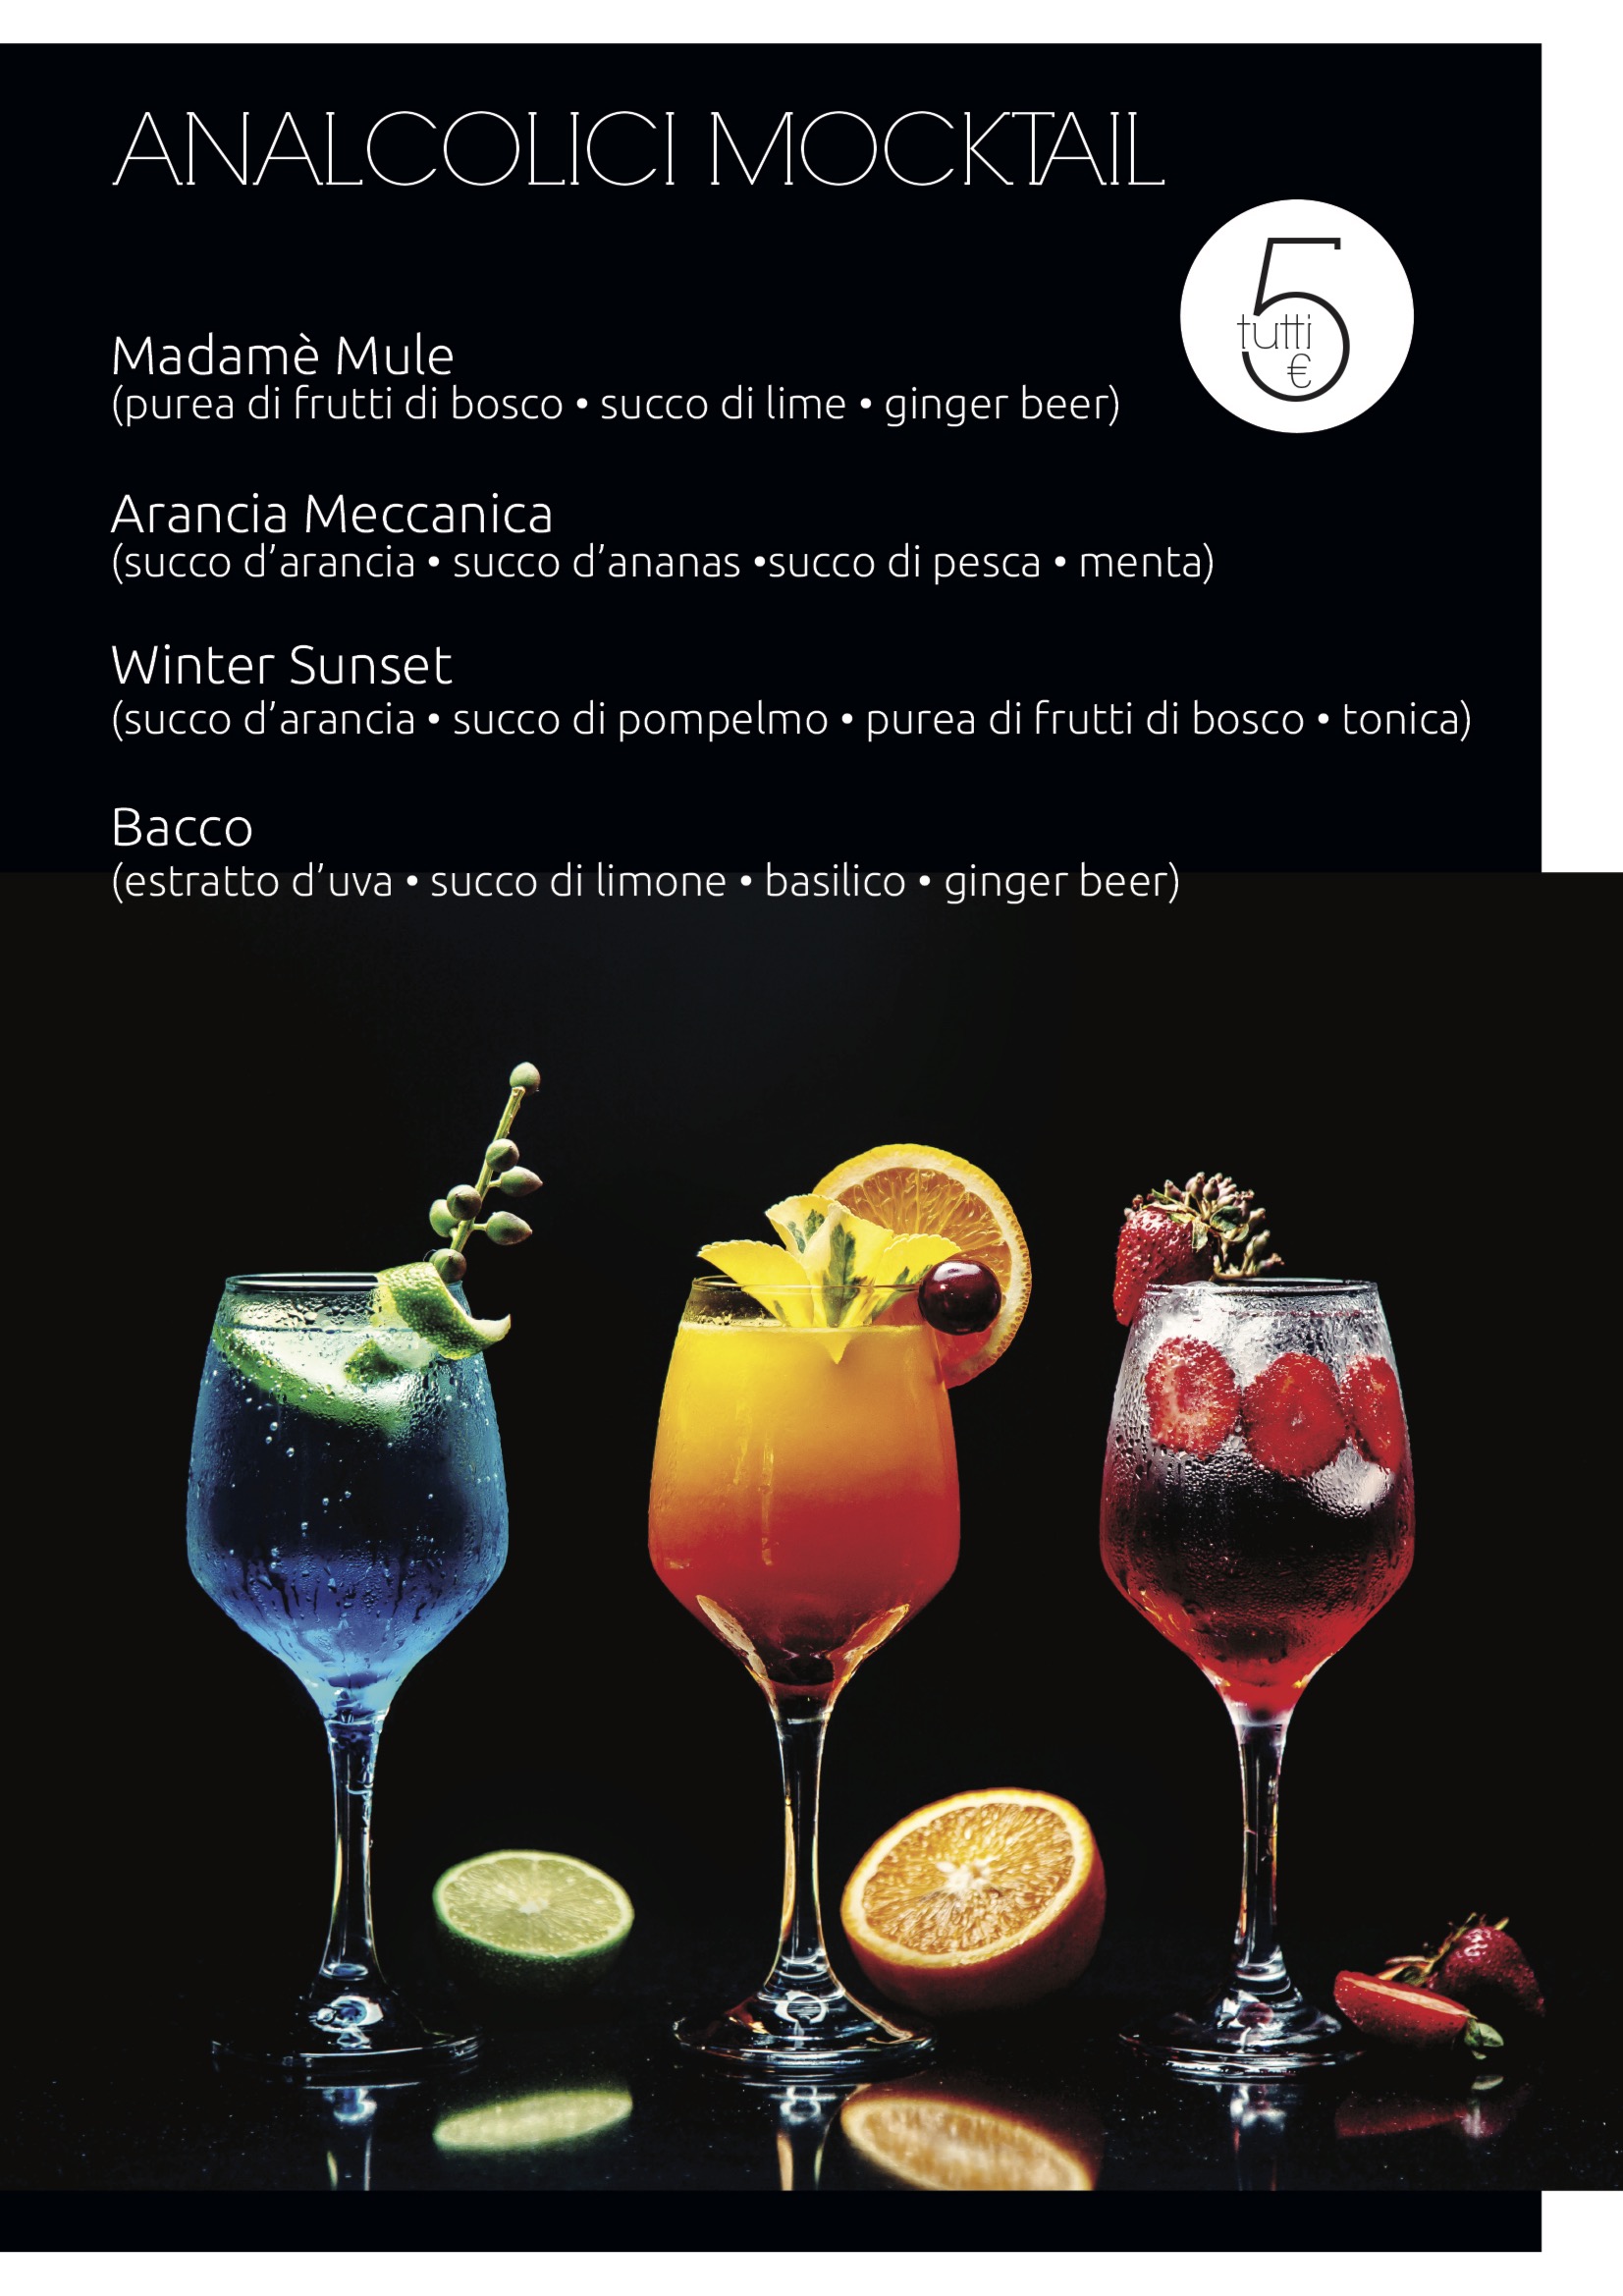 ANALCOLICI MOCKTAIL
5
tutti
€
Madamè Mule
(purea di frutti di bosco • succo di lime • ginger beer)
Arancia Meccanica
(succo d’arancia • succo d’ananas •succo di pesca • menta)
Winter Sunset
(succo d’arancia • succo di pompelmo • purea di frutti di bosco • tonica)
Bacco
(estratto d’uva • succo di limone • basilico • ginger beer)